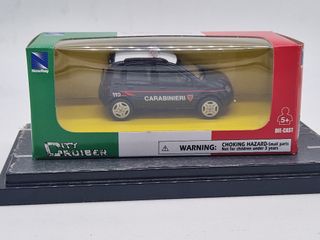 NewRay
112
CARABINIERI
5+
DIE-CAST
CITY
CRUISER
WARNING:
CHOKING HAZARD-Small parts
Not for children under 3 years